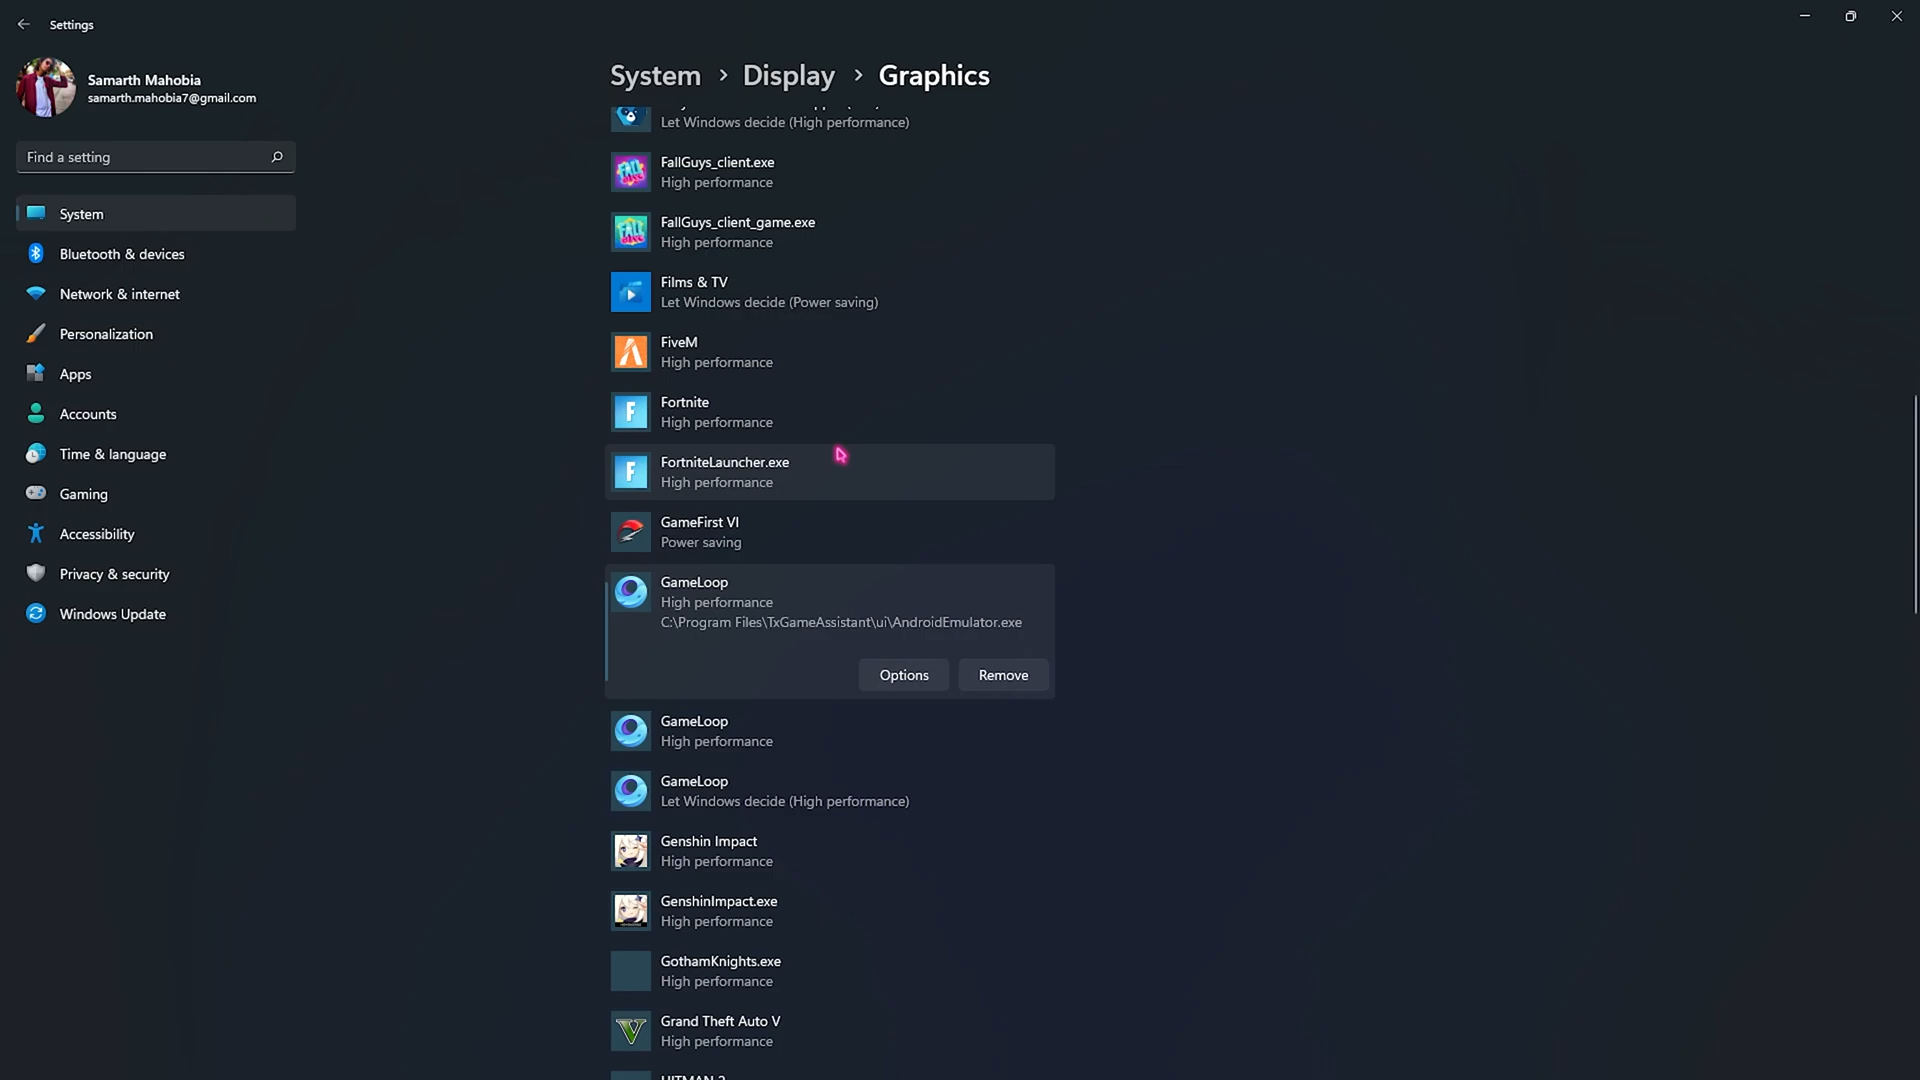 Settings
Samarth Mahobia
samarth.mahobia7@gmail.com
Find a setting
System
Bluetooth & devices
Network & internet
Personalization
Apps
Accounts
Time & language
Gaming
Accessibility
Privacy & security
Windows Update
System > Display > Graphics
Let Windows decide (High performance)
FallGuys_client.exe
High performance
FallGuys_client_game.exe
High performance
Films & TV
Let Windows decide (Power saving)
FiveM
High performance
Fortnite
High performance
FortniteLauncher.exe
High performance
GameFirst VI
Power saving
GameLoop
High performance
C:\Program Files\TxGameAssistant\ui\AndroidEmulator.exe
Options Remove
GameLoop
High performance
GameLoop
Let Windows decide (High performance)
Genshin Impact
High performance
GenshinImpact.exe
High performance
GothamKnights.exe
High performance
Grand Theft Auto V
High performance